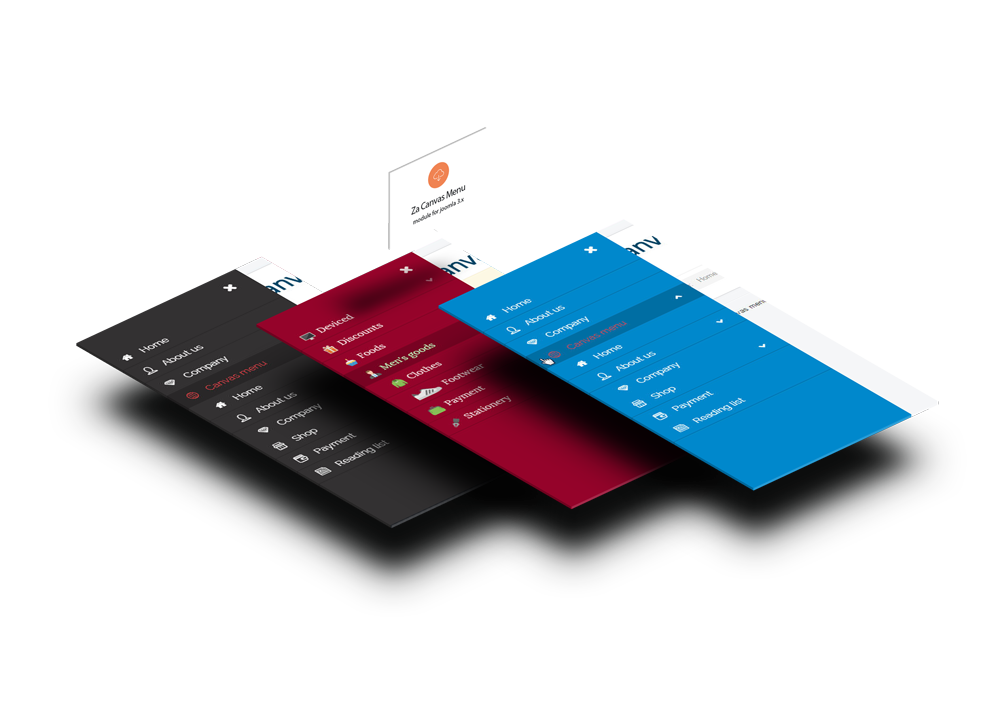 Za Canvas Menu
module for joomla 3.x
Home
About us
Company
Canvas menu
Home
About us
Company
Shop
Payment
Reading list
Deviced
Discounts
Foods
Men's goods
Clothes
Footwear
Payment
Stationery
Home
About us
Company
Canvas menu
Home
About us
Company
Shop
Payment
Reading list
Home